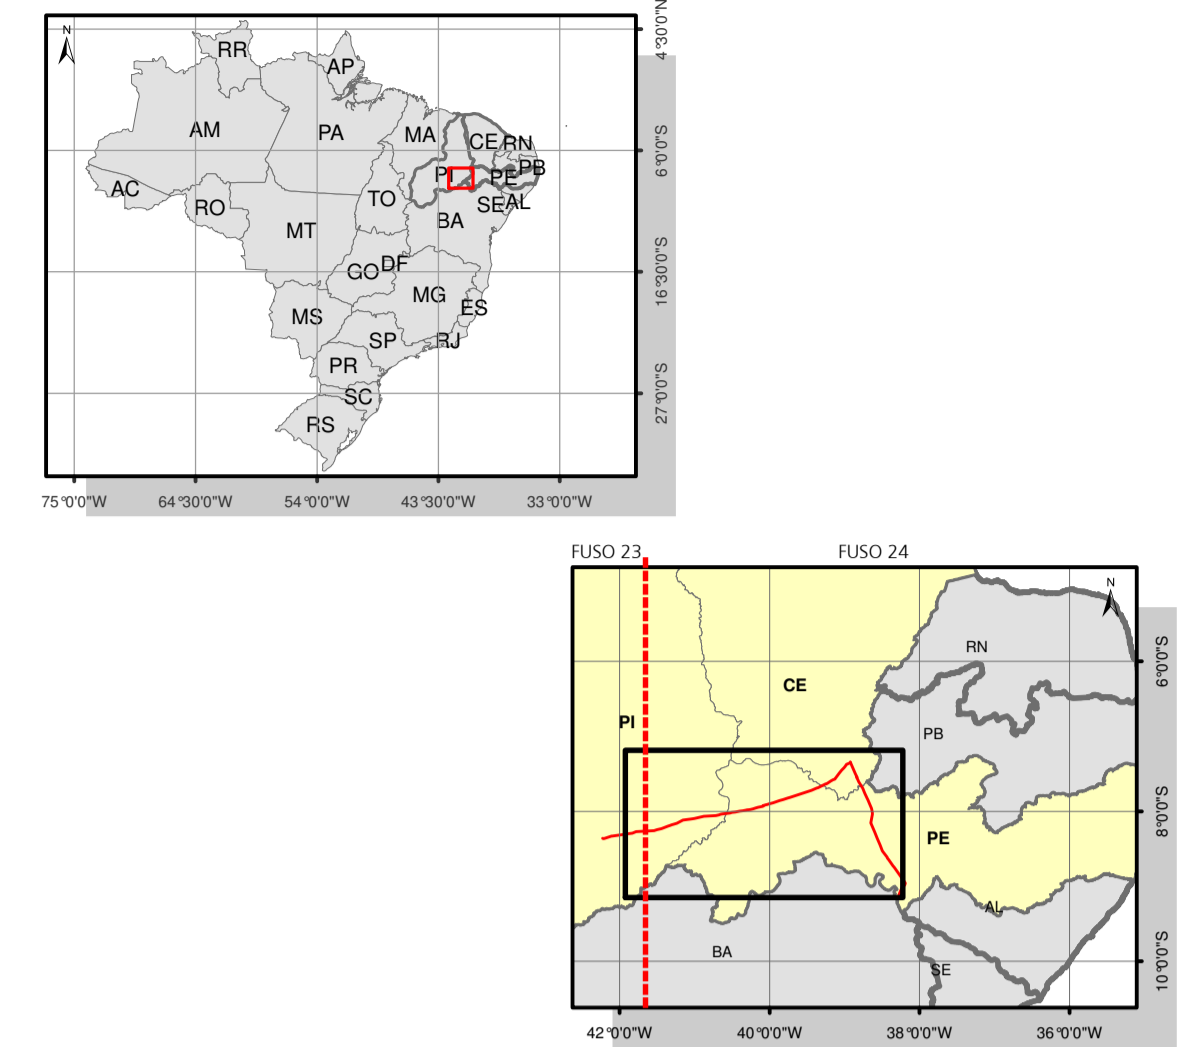 N
RR
AP
AM
PA
MA
CE
RN
PI
PB
PE
AC
RO
TO
SE
AL
MT
BA
GO
DF
MG
MS
ES
SP
RJ
PR
SC
RS
4°30'0"N
6°0'0"S
16°30'0"S
27°0'0"S
75°0'0"W
64°30'0"W
54°0'0"W
43°30'0"W
33°0'0"W
FUSO 23
FUSO 24
N
RN
CE
PI
PB
PE
AL
BA
SE
6°0'0"S
8°0'0"S
10°0'0"S
42°0'0"W
40°0'0"W
38°0'0"W
36°0'0"W